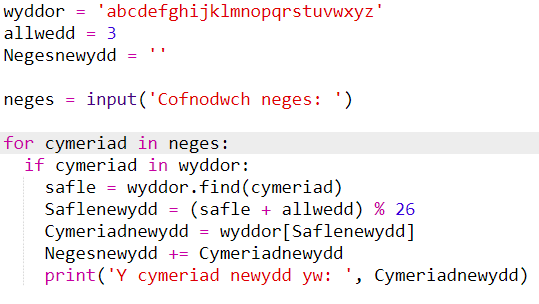 wyddor = 'abcdefghijklmnopqrstuvwxyz'
allwedd = 3
Negesnewydd = ''
neges = input('Cofnodwch neges: ')
for cymeriad in neges:
if cymeriad in wyddor:
safle = wyddor.find(cymeriad)
Saflenewydd = (safle + allwedd) % 26
Cymeriadnewydd = wyddor[Saflenewydd]
Negesnewydd += Cymeriadnewydd
print('Y cymeriad newydd yw: ', Cymeriadnewydd)